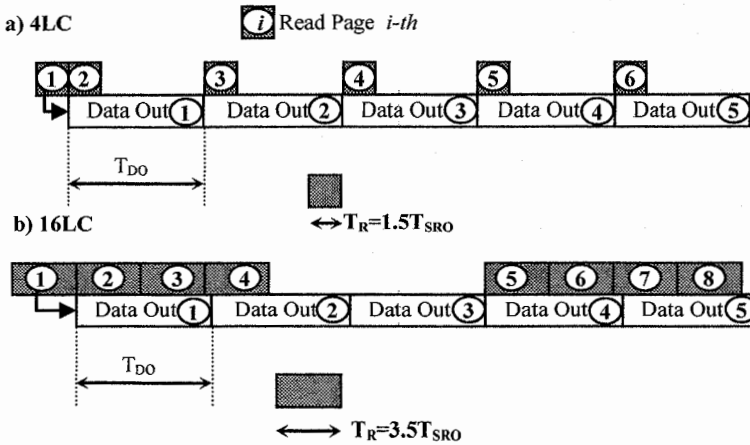 a) 4LC
i Read Page i-th
1 2 3 4 5 6
Data Out 1 Data Out 2 Data Out 3 Data Out 4 Data Out 5
TDO
TR=1.5TSRO
b) 16LC
1 2 3 4 5 6 7 8
Data Out 1 Data Out 2 Data Out 3 Data Out 4 Data Out 5
TDO
TR=3.5TSRO